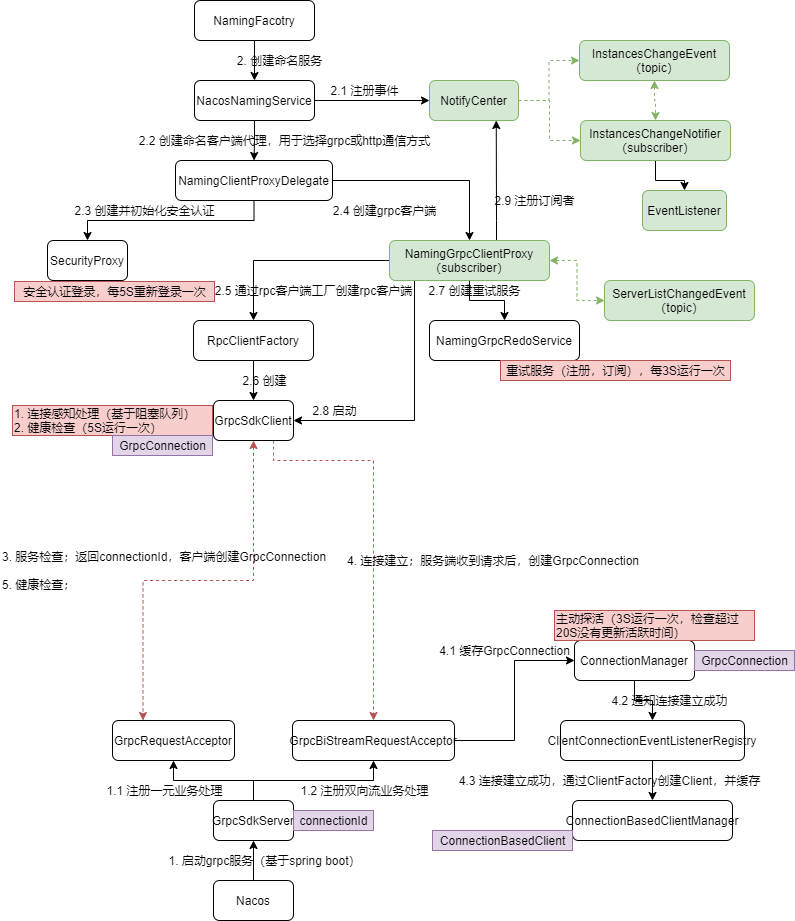 NamingFacotry
2. 创建命名服务
NacosNamingService
2.1 注册事件
NotifyCenter
InstancesChangeEvent
（topic）
InstancesChangeNotifier
（subscriber）
EventListener
2.2 创建命名客户端代理，用于选择grpc或http通信方式
NamingClientProxyDelegate
2.3 创建并初始化安全认证
2.4 创建grpc客户端
2.9 注册订阅者
SecurityProxy
安全认证登录，每5S重新登录一次
NamingGrpcClientProxy
（subscriber）
ServerListChangedEvent
（topic）
2.5 通过rpc客户端工厂创建rpc客户端
2.7 创建重试服务
RpcClientFactory
NamingGrpcRedoService
重试服务（注册，订阅），每3S运行一次
2.6 创建
2.8 启动
1. 连接感知处理（基于阻塞队列）
2. 健康检查（5S运行一次）
GrpcSdkClient
GrpcConnection
3. 服务检查；返回connectionId，客户端创建GrpcConnection
5. 健康检查；
4. 连接建立；服务端收到请求后，创建GrpcConnection
主动探活（3S运行一次，检查超过
20S没有更新活跃时间）
4.1 缓存GrpcConnection
ConnectionManager
GrpcConnection
4.2 通知连接建立成功
GrpcRequestAcceptor
GrpcBiStreamRequestAcceptor
ClientConnectionEventListenerRegistry
4.3 连接建立成功，通过ClientFactory创建Client，并缓存
1.1 注册一元业务处理
1.2 注册双向流业务处理
GrpcSdkServer
connectionId
ConnectionBasedClientManager
ConnectionBasedClient
1. 启动grpc服务（基于spring boot）
Nacos